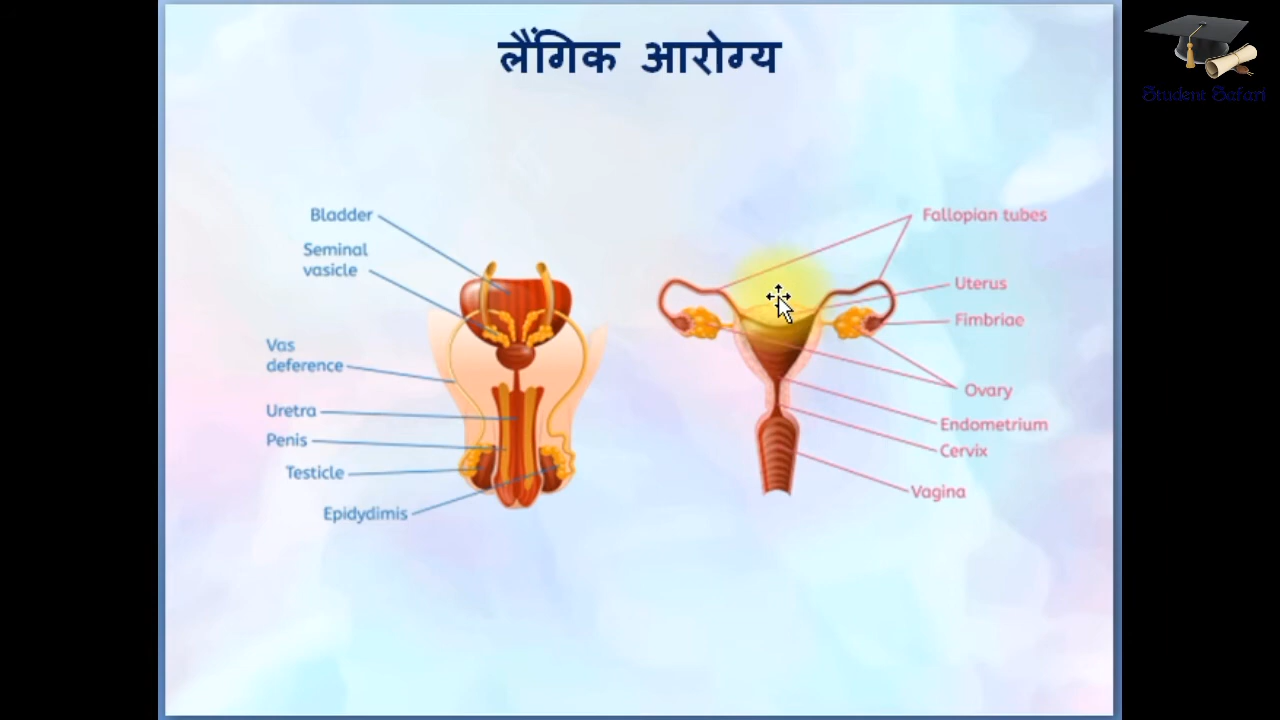 लैंगिक आरोग्य
Student Safari
Bladder
Seminal
vasicle
Vas
deference
Uretra
Penis
Testicle
Epidydimis
Fallopian tubes
Uterus
Fimbriae
Ovary
Endometrium
Cervix
Vagina